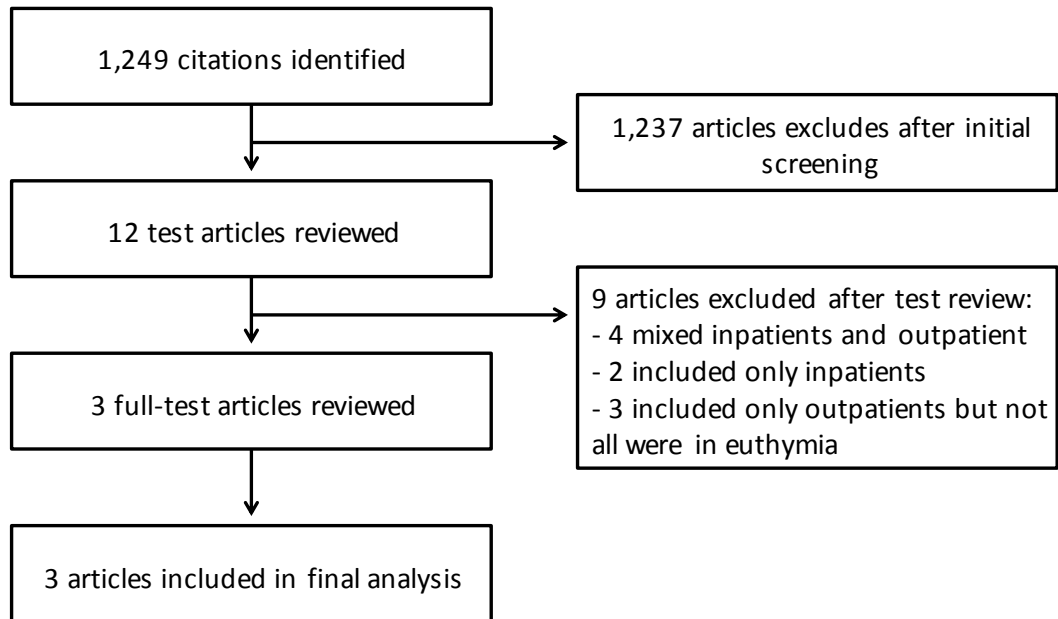 1,249 citations identified
1,237 articles excludes after initial
screening
12 test articles reviewed
9 articles excluded after test review:
- 4 mixed inpatients and outpatient
- 2 included only inpatients
- 3 included only outpatients but not
all were in euthymia
3 full-test articles reviewed
3 articles included in final analysis